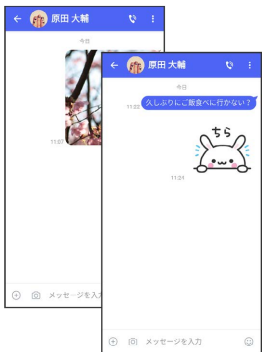 原田 大輔
今日
11:07
メッセージを入力
原田 大輔
今日
久しぶりにご飯食べに行かない？
11:23
ちら
11:24
メッセージを入力